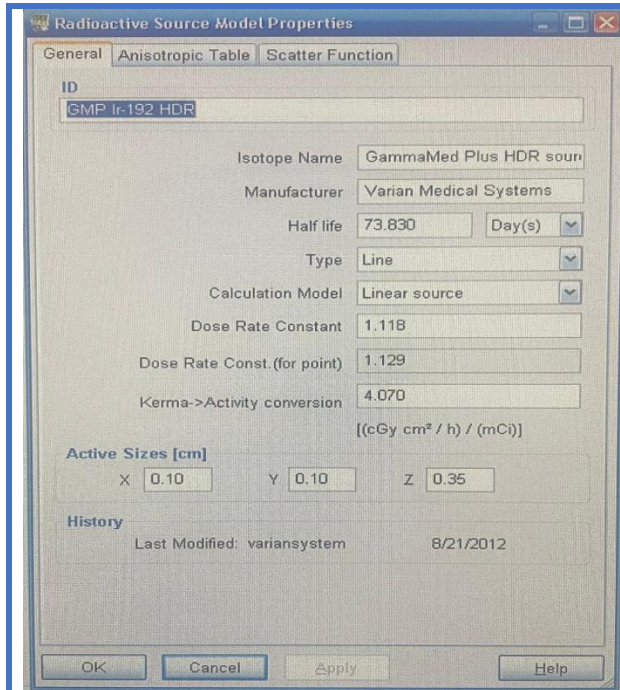 Radioactive Source Model Properties
General Anisotropic Table Scatter Function
ID
GMP Ir-192 HDR
Isotope Name GammaMed Plus HDR sour
Manufacturer Varian Medical Systems
Half life 73.830 Day(s)
Type Line
Calculation Model Linear source
Dose Rate Constant 1.118
Dose Rate Const.(for point) 1.129
Kerma->Activity conversion 4.070
[(cGy cm² / h) / (mCi)]
Active Sizes [cm]
X 0.10 Y 0.10 Z 0.35
History
Last Modified: variansystem 8/21/2012
OK Cancel Apply Help